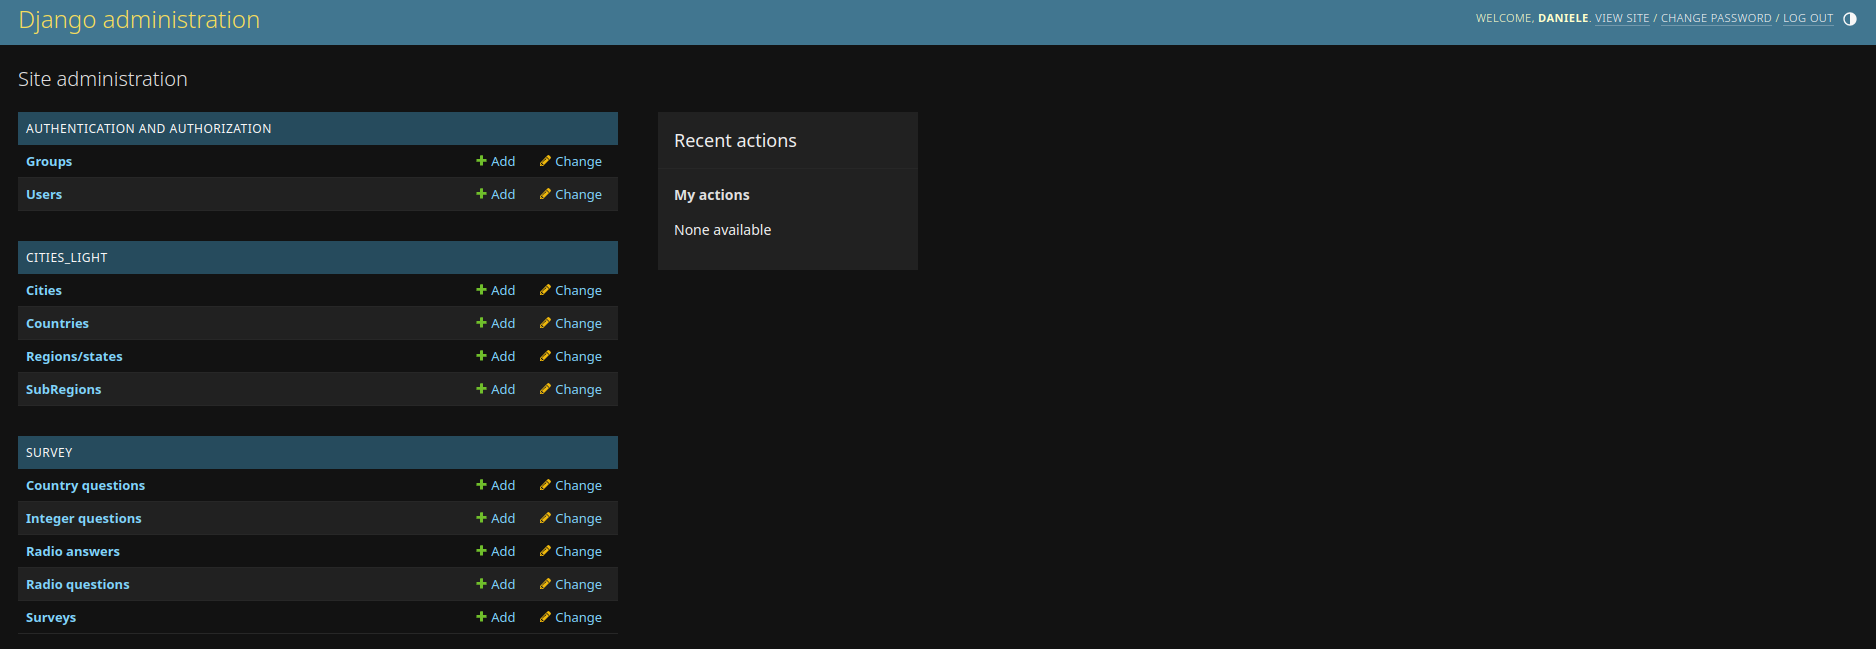 Django administration
WELCOME, DANIELE. VIEW SITE / CHANGE PASSWORD / LOG OUT
Site administration
AUTHENTICATION AND AUTHORIZATION
Groups Add Change
Users Add Change
CITIES_LIGHT
Cities Add Change
Countries Add Change
Regions/states Add Change
SubRegions Add Change
SURVEY
Country questions Add Change
Integer questions Add Change
Radio answers Add Change
Radio questions Add Change
Surveys Add Change
Recent actions
My actions
None available